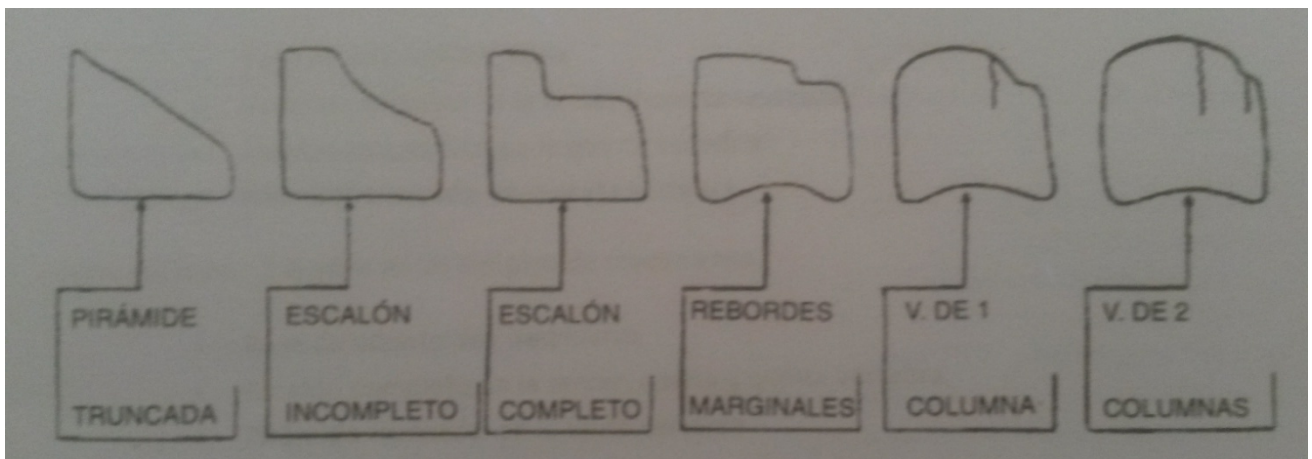 PIRÁMIDE
TRUNCADA
ESCALÓN
INCOMPLETO
ESCALÓN
COMPLETO
REBORDES
MARGINALES
V. DE 1
COLUMNA
V. DE 2
COLUMNAS